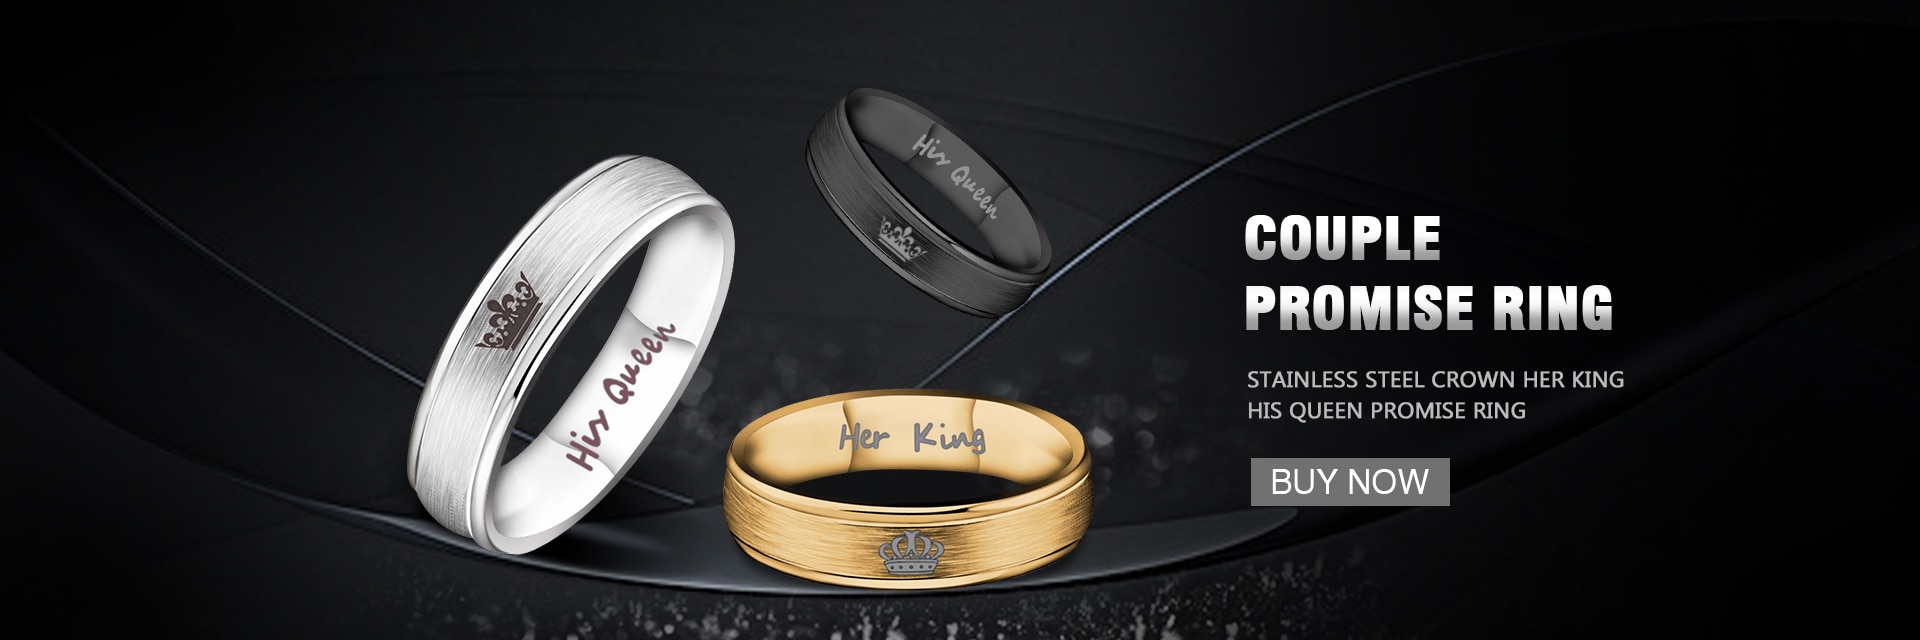 His Queen
His Queen
Her King
COUPLE
PROMISE RING
STAINLESS STEEL CROWN HER KING
HIS QUEEN PROMISE RING
BUY NOW